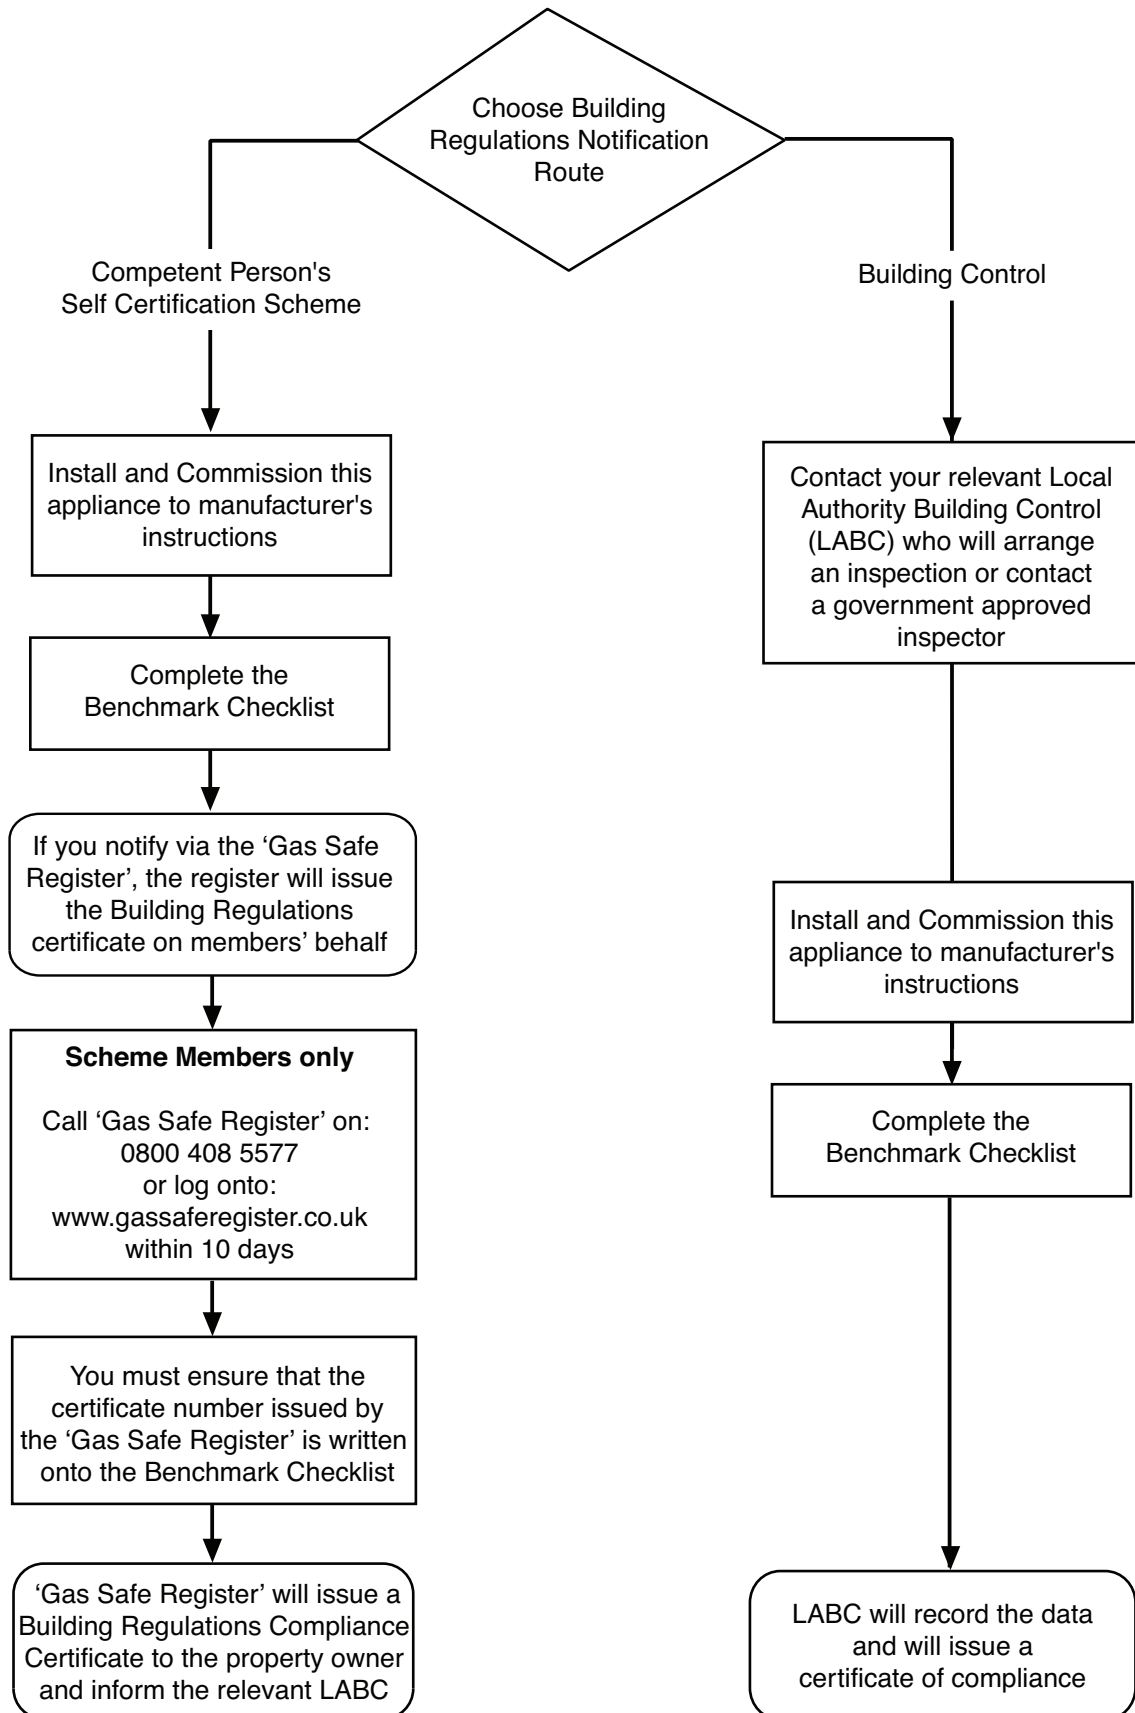 Choose Building
Regulations Notification
Route
Competent Person's
Self Certification Scheme
Building Control
Install and Commission this
appliance to manufacturer's
instructions
Contact your relevant Local
Authority Building Control
(LABC) who will arrange
an inspection or contact
a government approved
inspector
Complete the
Benchmark Checklist
If you notify via the ‘Gas Safe
Register’, the register will issue
the Building Regulations
certificate on members’ behalf
Install and Commission this
appliance to manufacturer's
instructions
Scheme Members only
Call ‘Gas Safe Register’ on:
0800 408 5577
or log onto:
www.gassaferegister.co.uk
within 10 days
Complete the
Benchmark Checklist
You must ensure that the
certificate number issued by
the ‘Gas Safe Register’ is written
onto the Benchmark Checklist
‘Gas Safe Register’ will issue a
Building Regulations Compliance
Certificate to the property owner
and inform the relevant LABC
LABC will record the data
and will issue a
certificate of compliance